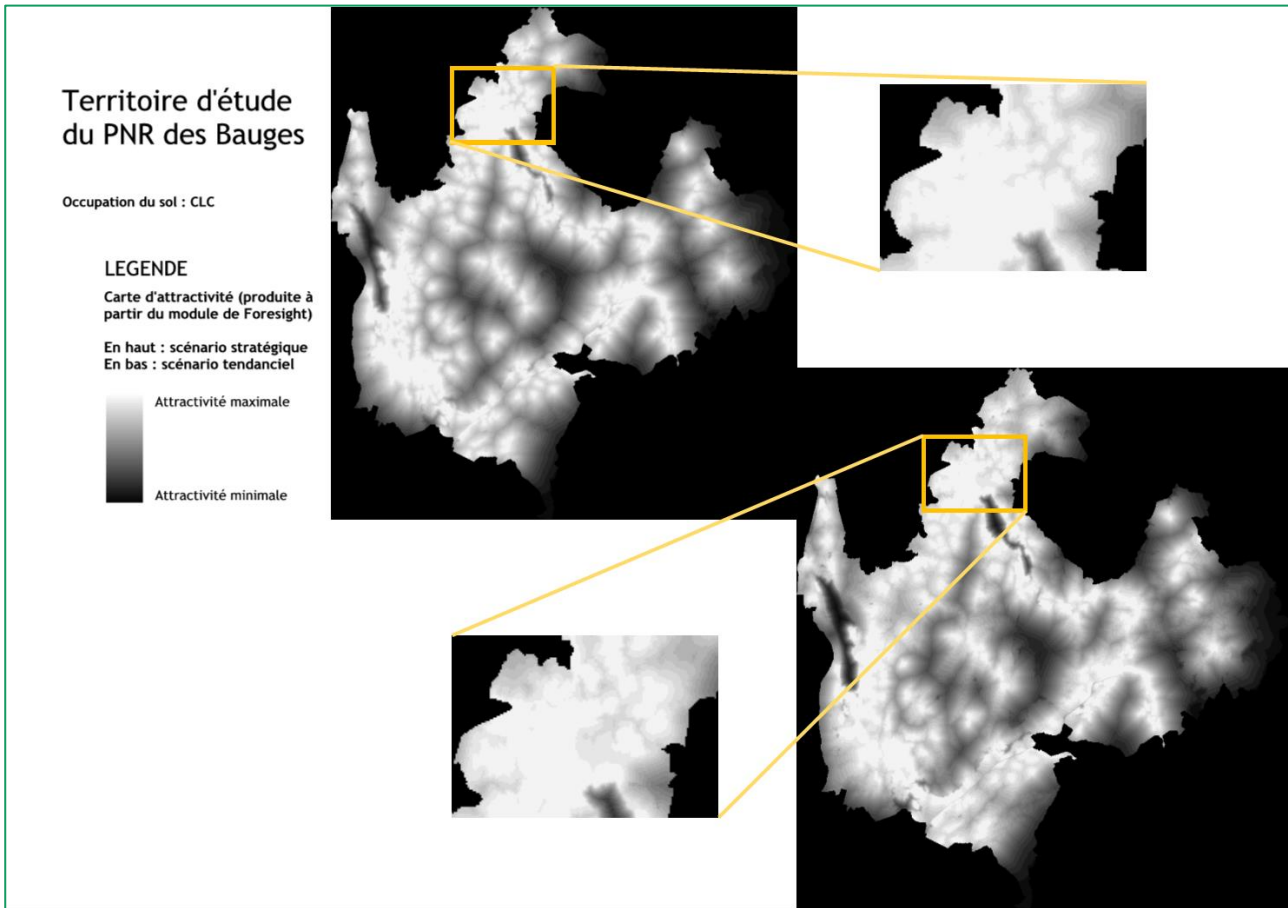 Territoire d'étude
du PNR des Bauges
Occupation du sol : CLC
LEGENDE
Carte d'attractivité (produite à
partir du module de Foresight)
En haut : scénario stratégique
En bas : scénario tendanciel
Attractivité maximale
Attractivité minimale